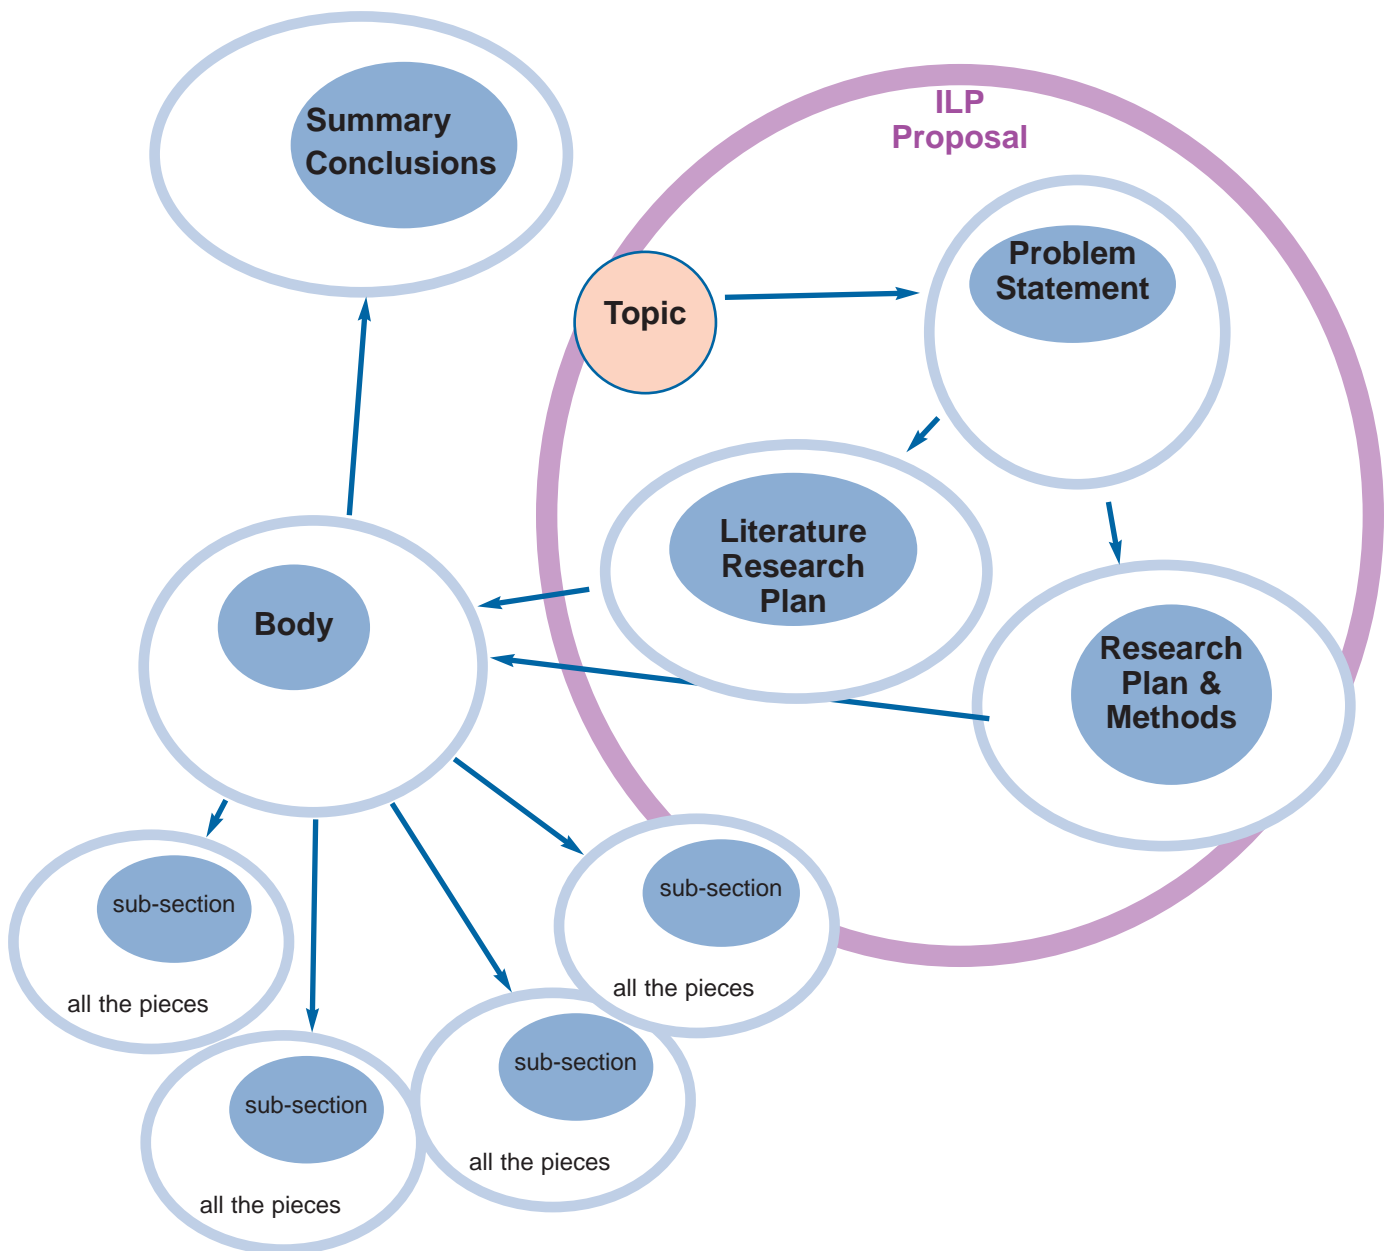 ILP
Proposal
Summary
Conclusions
Topic
Problem
Statement
Literature
Research
Plan
Research
Plan &
Methods
Body
sub-section
all the pieces
sub-section
all the pieces
sub-section
all the pieces
sub-section
all the pieces